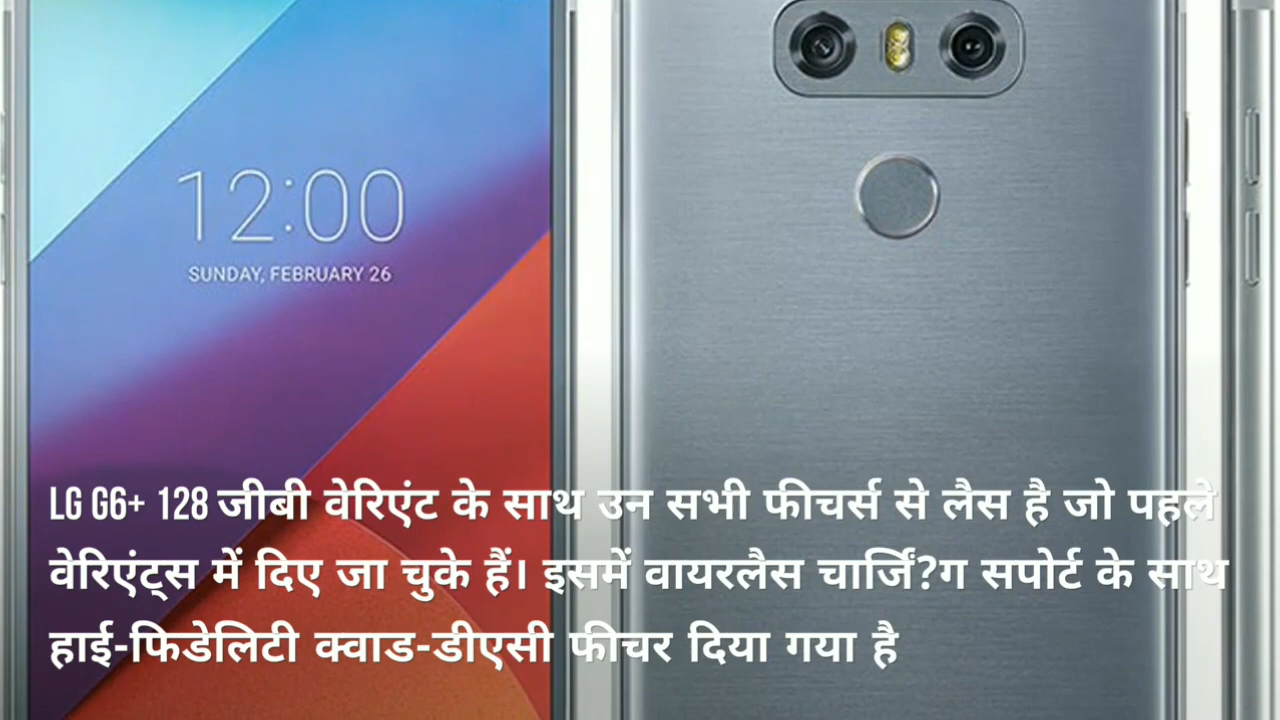 12:00
SUNDAY, FEBRUARY 26
LG G6+ 128 जीबी वेरिएंट के साथ उन सभी फीचर्स से लैस है जो पहले
वेरिएंट्स में दिए जा चुके हैं। इसमें वायरलैस चार्जिं?ग सपोर्ट के साथ
हाई-फिडेलिटी क्वाड-डीएसी फीचर दिया गया है